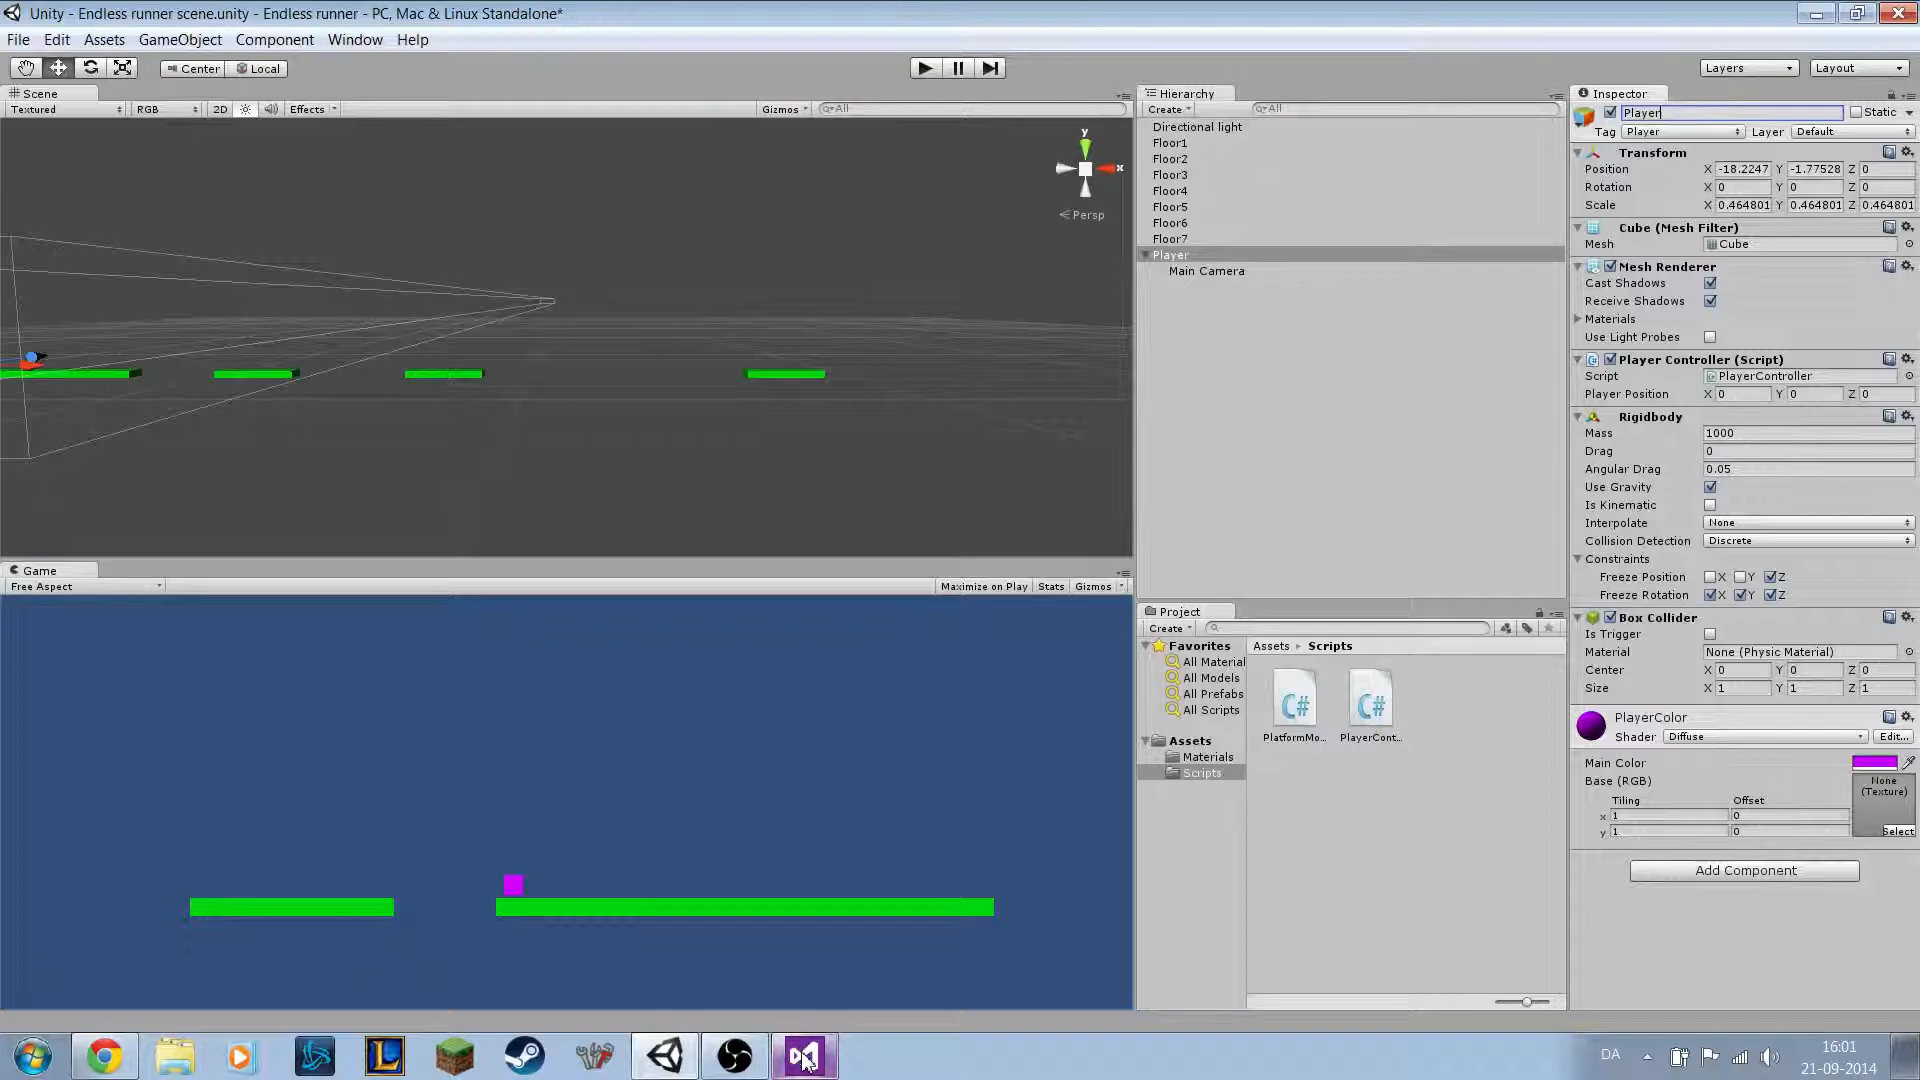 Unity - Endless runner scene.unity - Endless runner - PC, Mac & Linux Standalone*
File Edit Assets GameObject Component Window Help
Center Local
Layers Layout
Scene
Textured RGB 2D Effects Gizmos All
y
x
Persp
Game
Free Aspect Maximize on Play Stats Gizmos
Hierarchy
Create All
Directional light
Floor1
Floor2
Floor3
Floor4
Floor5
Floor6
Floor7
Player
Main Camera
Project
Create
Favorites
All Material
All Models
All Prefabs
All Scripts
Assets
Materials
Scripts
Assets Scripts
C# C#
PlatformMo... PlayerCont...
Inspector
Player Static
Tag Player Layer Default
Transform
Position X -18.2247 Y -1.77528 Z 0
Rotation X 0 Y 0 Z 0
Scale X 0.464801 Y 0.464801 Z 0.464801
Cube (Mesh Filter)
Mesh Cube
Mesh Renderer
Cast Shadows
Receive Shadows
Materials
Use Light Probes
Player Controller (Script)
Script PlayerController
Player Position X 0 Y 0 Z 0
Rigidbody
Mass 1000
Drag 0
Angular Drag 0.05
Use Gravity
Is Kinematic
Interpolate None
Collision Detection Discrete
Constraints
Freeze Position X Y Z
Freeze Rotation X Y Z
Box Collider
Is Trigger
Material None (Physic Material)
Center X 0 Y 0 Z 0
Size X 1 Y 1 Z 1
PlayerColor
Shader Diffuse Edit...
Main Color
Base (RGB)
None
(Texture)
Tiling Offset
x 1 0
y 1 0
Select
Add Component
DA
16:01
21-09-2014